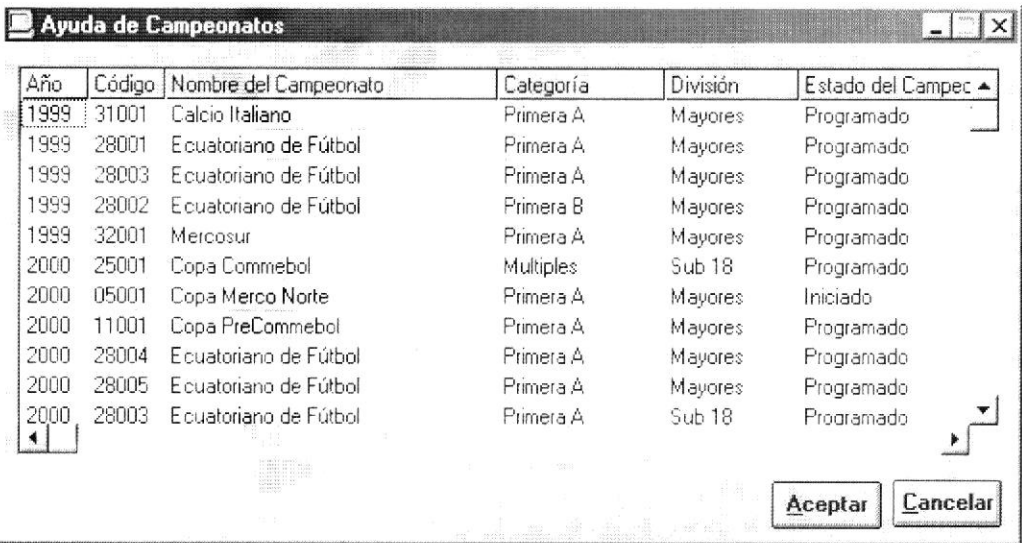 Ayuda de Campeonatos
Año Código Nombre del Campeonato Categoría División Estado del Campec
1999 31001 Calcio Italiano Primera A Mayores Programado
1999 28001 Ecuatoriano de Fútbol Primera A Mayores Programado
1999 28003 Ecuatoriano de Fútbol Primera A Mayores Programado
1999 28002 Ecuatoriano de Fútbol Primera B Mayores Programado
1999 32001 Mercosur Primera A Mayores Programado
2000 25001 Copa Commebol Multiples Sub 18 Programado
2000 05001 Copa Merco Norte Primera A Mayores Iniciado
2000 11001 Copa PreCommebol Primera A Mayores Programado
2000 28004 Ecuatoriano de Fútbol Primera A Mayores Programado
2000 28005 Ecuatoriano de Fútbol Primera A Mayores Programado
2000 28003 Ecuatoriano de Fútbol Primera A Sub 18 Programado
Aceptar Cancelar